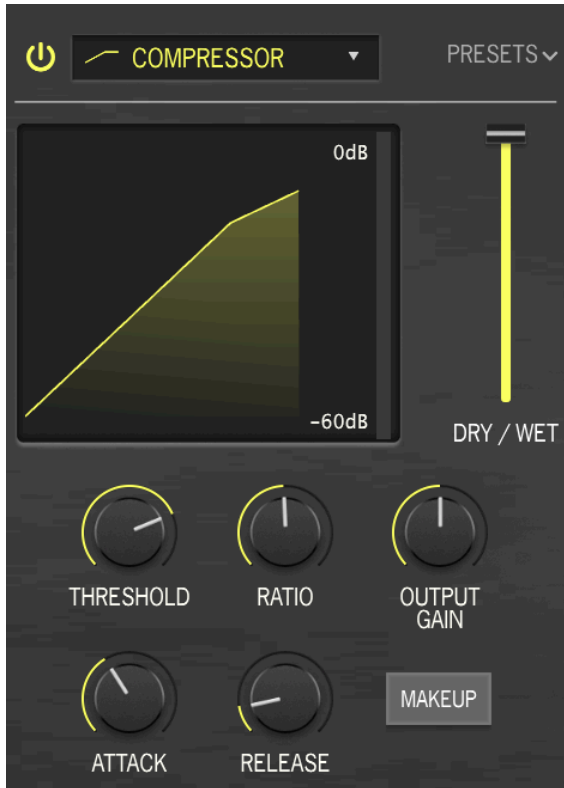 COMPRESSOR
PRESETS
0dB
-60dB
DRY / WET
THRESHOLD
RATIO
OUTPUT
GAIN
ATTACK
RELEASE
MAKEUP